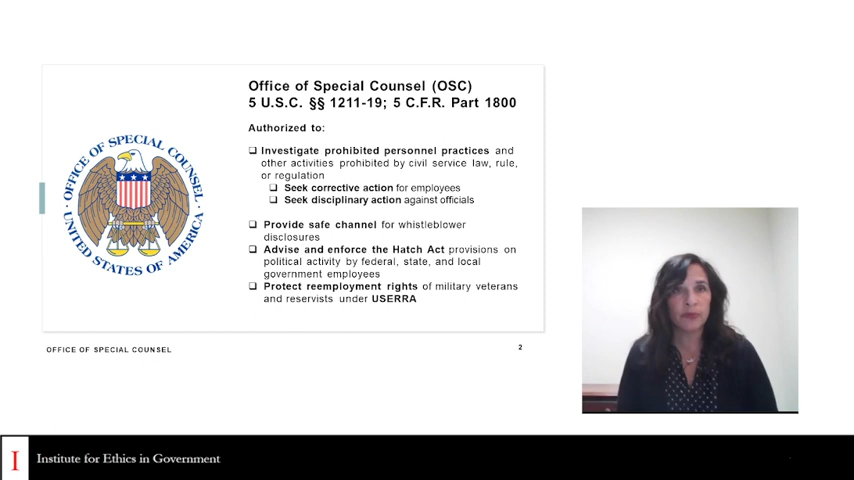 Office of Special Counsel (OSC)
5 U.S.C. §§ 1211-19; 5 C.F.R. Part 1800
Authorized to:
❑ Investigate prohibited personnel practices and
other activities prohibited by civil service law, rule,
or regulation
❑ Seek corrective action for employees
❑ Seek disciplinary action against officials
❑ Provide safe channel for whistleblower
disclosures
❑ Advise and enforce the Hatch Act provisions on
political activity by federal, state, and local
government employees
❑ Protect reemployment rights of military veterans
and reservists under USERRA
· OFFICE OF SPECIAL COUNSEL ·
UNITED STATES OF AMERICA
OFFICE OF SPECIAL COUNSEL
2
I
Institute for Ethics in Government